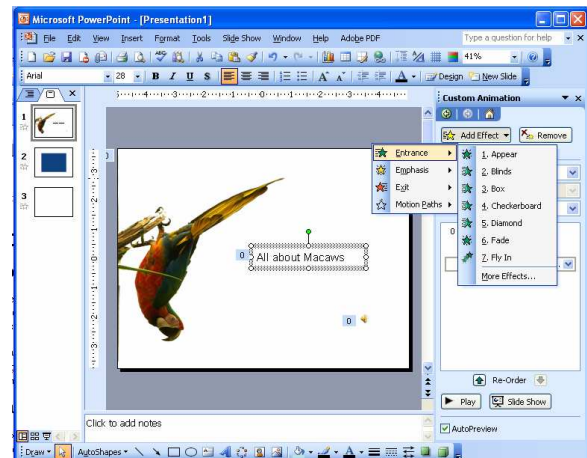 Microsoft PowerPoint - [Presentation1]
File Edit View Insert Format Tools Slide Show Window Help Adobe PDF
Type a question for help
41%
Arial 28 B I U S A A A Design New Slide
Custom Animation
Add Effect Remove
Entrance
Emphasis
Exit
Motion Paths
1. Appear
2. Blinds
3. Box
4. Checkerboard
5. Diamond
6. Fade
7. Fly In
More Effects...
1
2
3
0
0 All about Macaws
0
0
Re-Order
Play Slide Show
AutoPreview
Click to add notes
Draw AutoShapes A